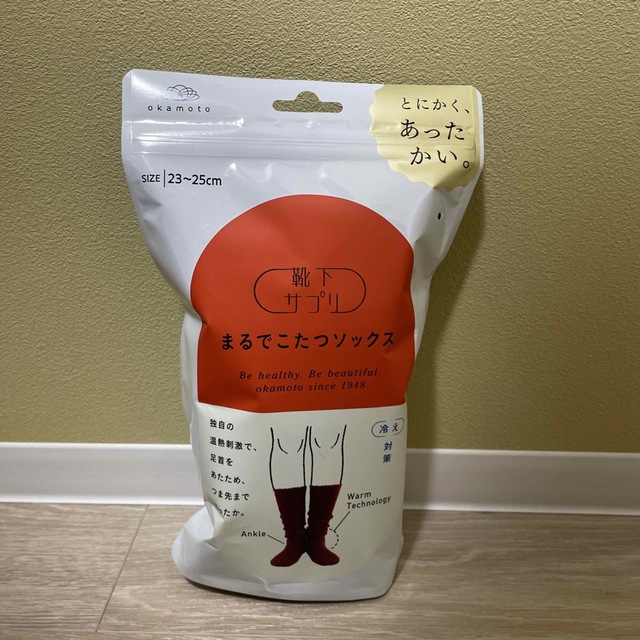 okamoto
とにかく、
あった
かい。
SIZE 23〜25cm
靴下
サプリ
まるでこたつソックス
Be healthy. Be beautiful.
okamoto since 1948
独自の
温熱刺激で、
足首を
あたため、
つま先まで
たか。
冷え
対策
Warm
Technology
Ankle